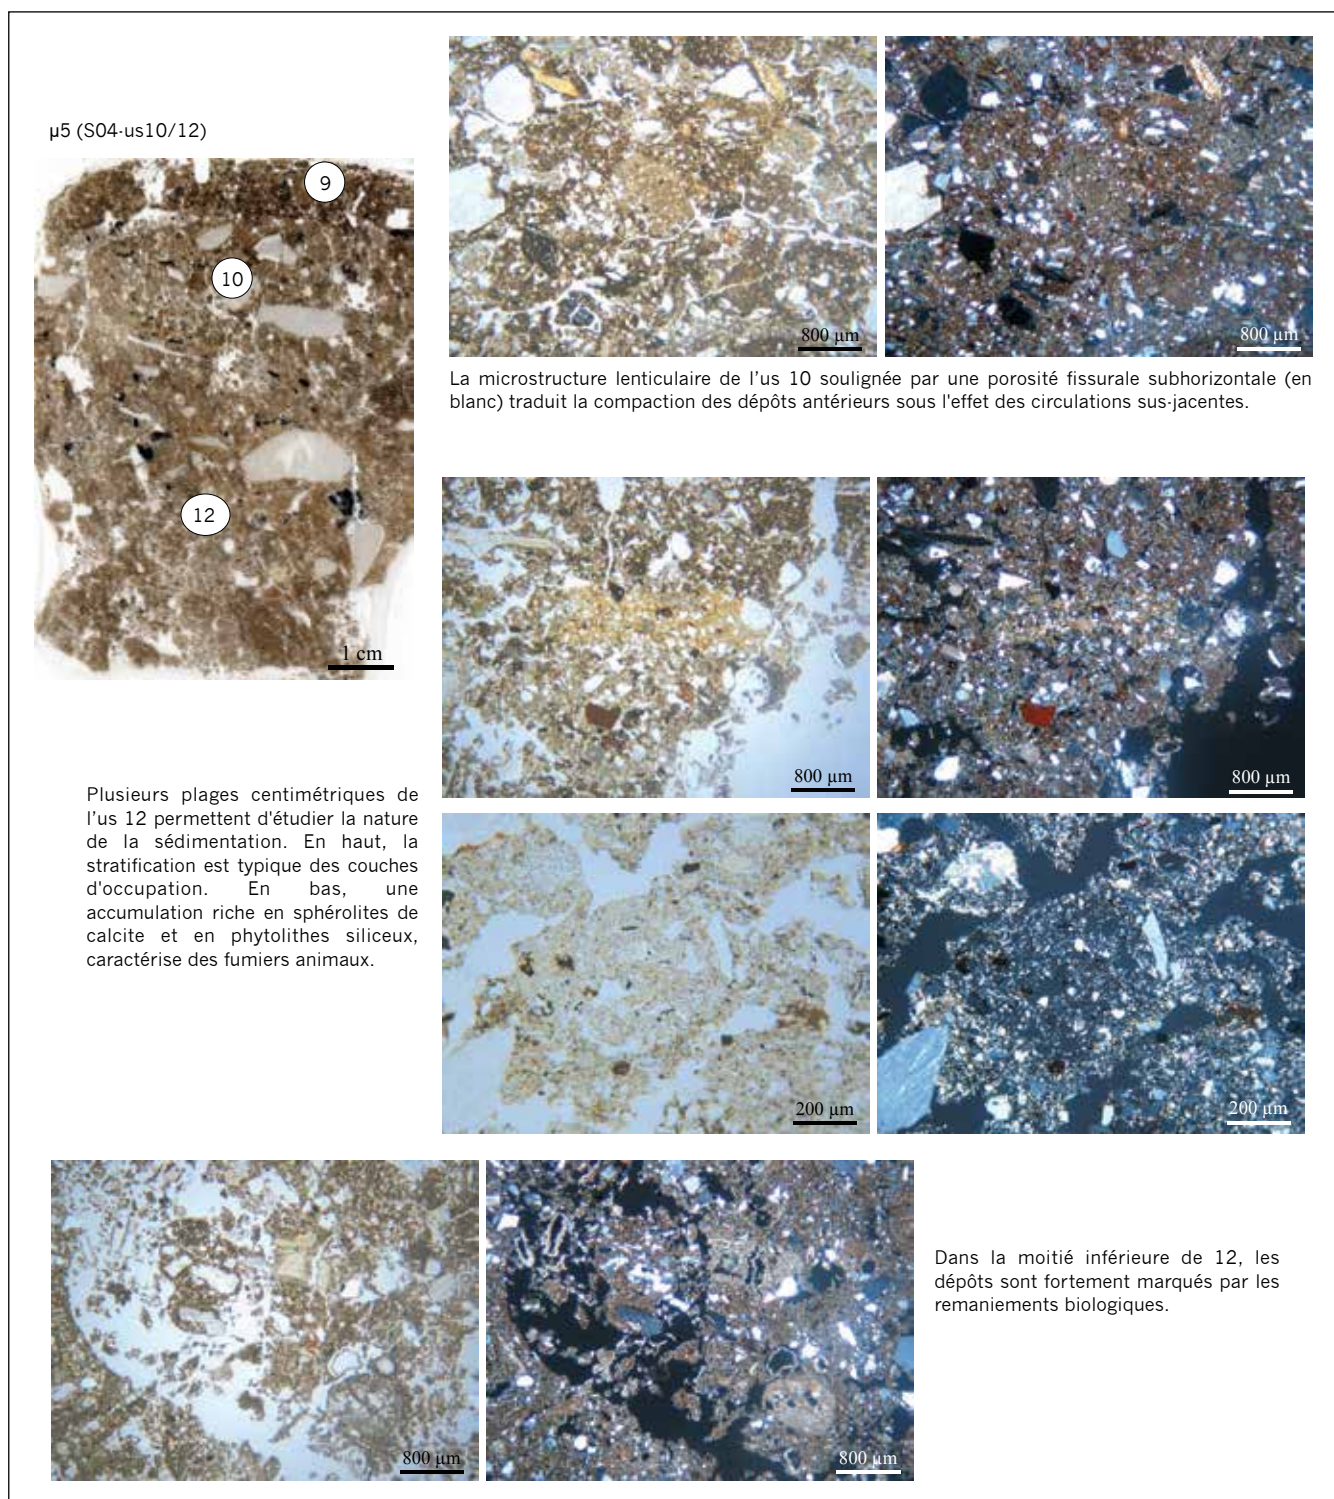 µ5 (S04-us10/12)
9
10
12
1 cm
800 µm
800 µm
La microstructure lenticulaire de l'us 10 soulignée par une porosité fissurale subhorizontale (en
blanc) traduit la compaction des dépôts antérieurs sous l'effet des circulations sus-jacentes.
800 µm
800 µm
Plusieurs plages centimétriques de
l'us 12 permettent d'étudier la nature
de la sédimentation. En haut, la
stratification est typique des couches
d'occupation. En bas, une
accumulation riche en sphérolites de
calcite et en phytolithes siliceux,
caractérise des fumiers animaux.
200 µm
200 µm
800 µm
800 µm
Dans la moitié inférieure de 12, les
dépôts sont fortement marqués par les
remaniements biologiques.